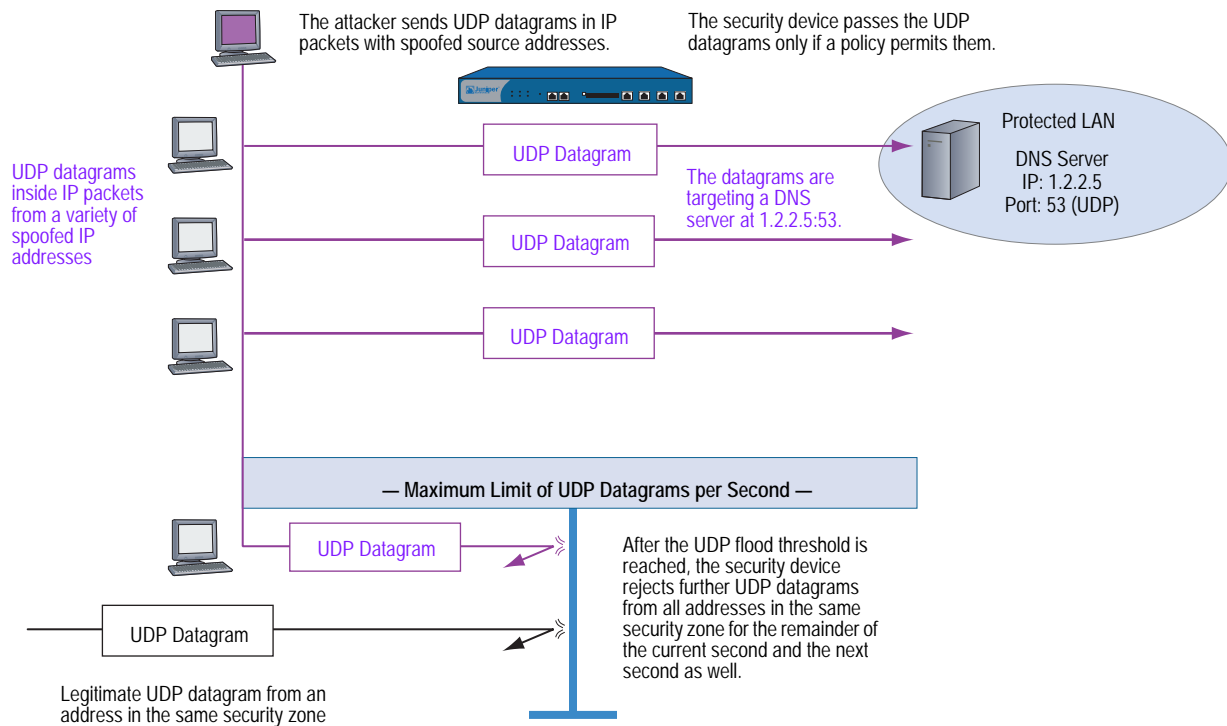 The attacker sends UDP datagrams in IP
packets with spoofed source addresses.
The security device passes the UDP
datagrams only if a policy permits them.
Juniper
UDP datagrams
inside IP packets
from a variety of
spoofed IP
addresses
UDP Datagram
The datagrams are
targeting a DNS
server at 1.2.2.5:53.
Protected LAN
DNS Server
IP: 1.2.2.5
Port: 53 (UDP)
UDP Datagram
UDP Datagram
— Maximum Limit of UDP Datagrams per Second —
UDP Datagram
After the UDP flood threshold is
reached, the security device
rejects further UDP datagrams
from all addresses in the same
security zone for the remainder of
the current second and the next
second as well.
UDP Datagram
Legitimate UDP datagram from an
address in the same security zone